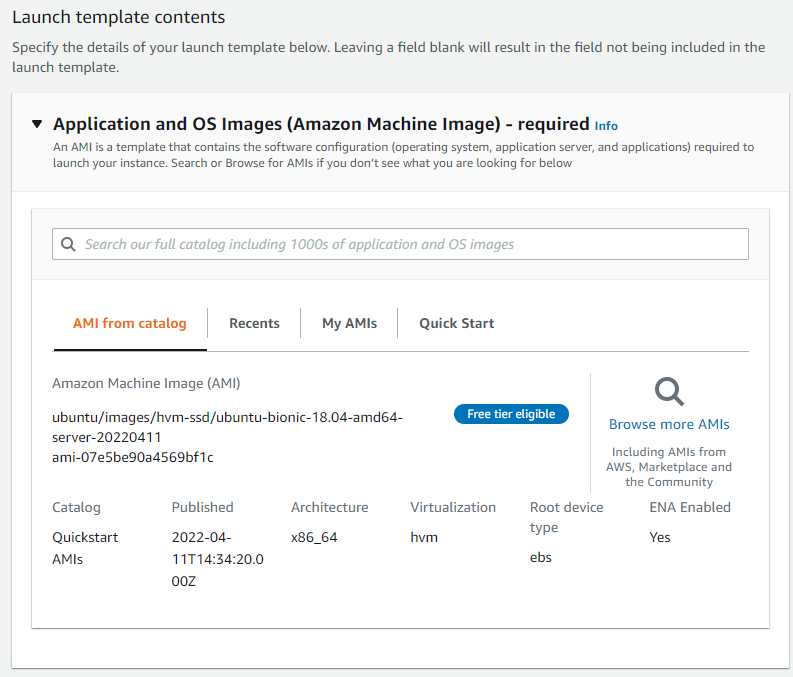 Launch template contents
Specify the details of your launch template below. Leaving a field blank will result in the field not being included in the
launch template.
Application and OS Images (Amazon Machine Image) - required Info
An AMI is a template that contains the software configuration (operating system, application server, and applications) required to
launch your instance. Search or Browse for AMIs if you don't see what you are looking for below
Search our full catalog including 1000s of application and OS images
AMI from catalog
Recents
My AMIs
Quick Start
Amazon Machine Image (AMI)
ubuntu/images/hvm-ssd/ubuntu-bionic-18.04-amd64-
server-20220411
ami-07e5be90a4569bf1c
Free tier eligible
Browse more AMIs
Including AMIs from
AWS, Marketplace and
the Community
Catalog
Quickstart
AMIs
Published
2022-04-
11T14:34:20.0
00Z
Architecture
x86_64
Virtualization
hvm
Root device
type
ebs
ENA Enabled
Yes